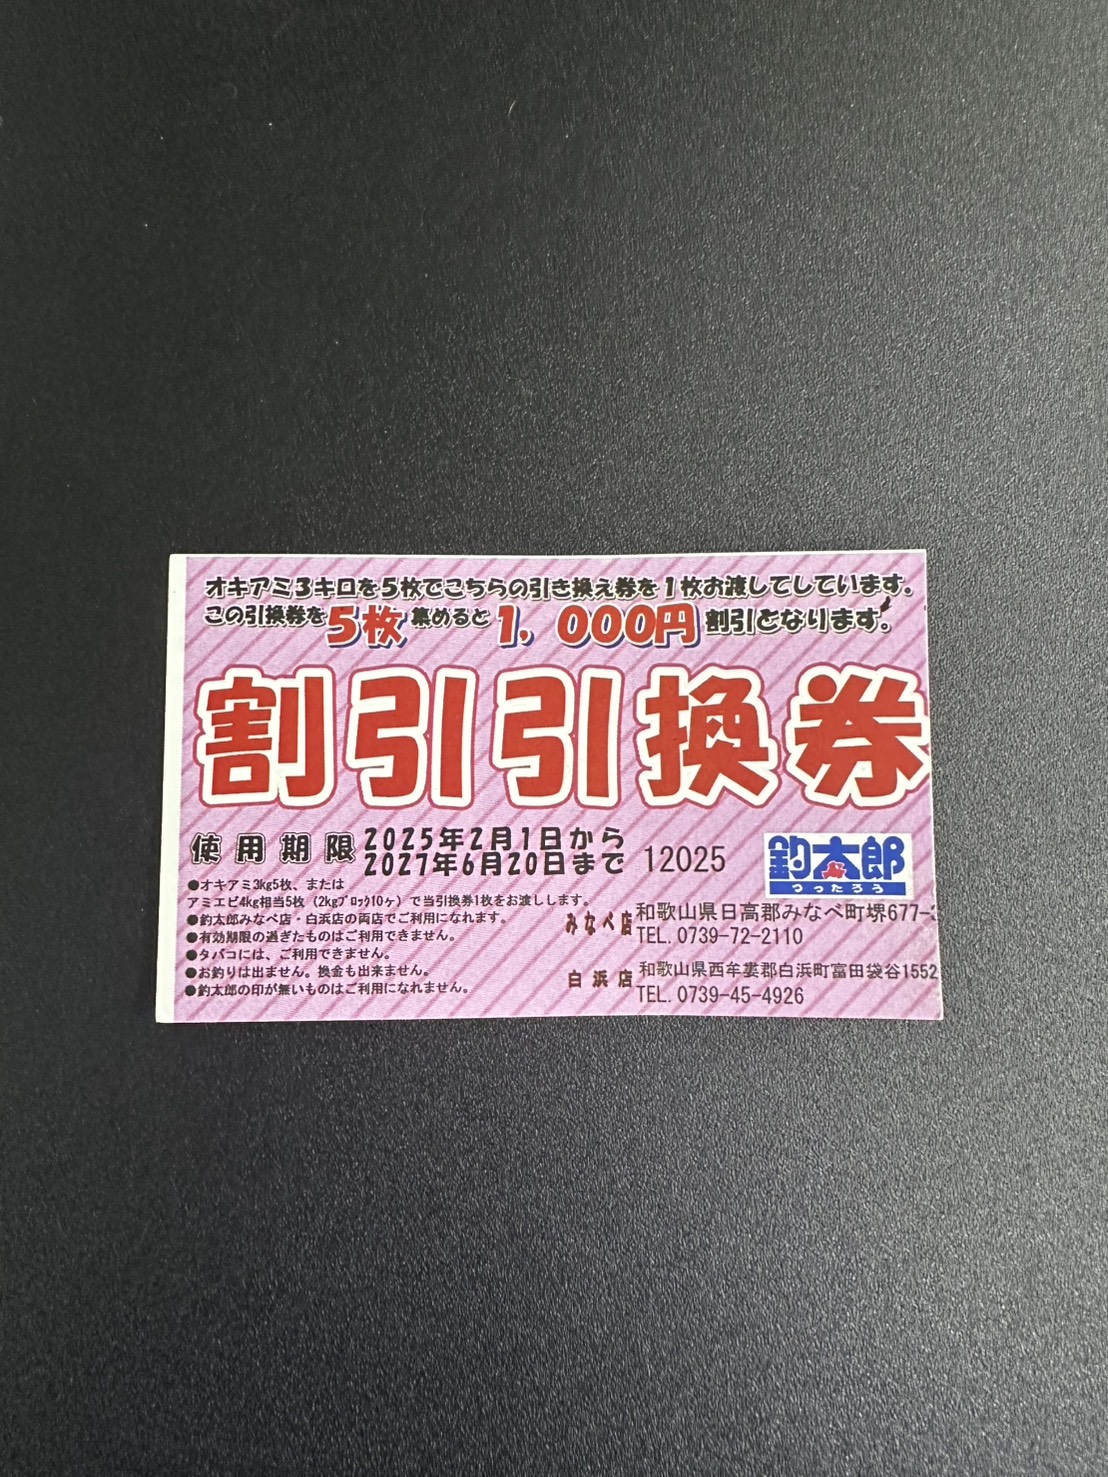 オキアミ3キロを5枚でこちらの引き換え券を1枚お渡ししてしています。
この引換券を5枚集めると1,000円割引となります。
割引引換券
使用期限 2025年2月1日から
2027年6月20日まで 12025
釣太郎
つったろう
●オキアミ3kg5枚、または
アミエビ4kg相当5枚（2kgﾌﾞﾛｯｸ10ヶ）で当引換券1枚をお渡しします。
●釣太郎みなべ店・白浜店の両店でご利用になれます。
●有効期限の過ぎたものはご利用できません。
●タバコには、ご利用できません。
●お釣りは出ません。換金も出来ません。
●釣太郎の印が無いものはご利用になれません。
みなべ店 和歌山県日高郡みなべ町堺677-
TEL. 0739-72-2110
白浜店 和歌山県西牟婁郡白浜町富田袋谷1552
TEL. 0739-45-4926